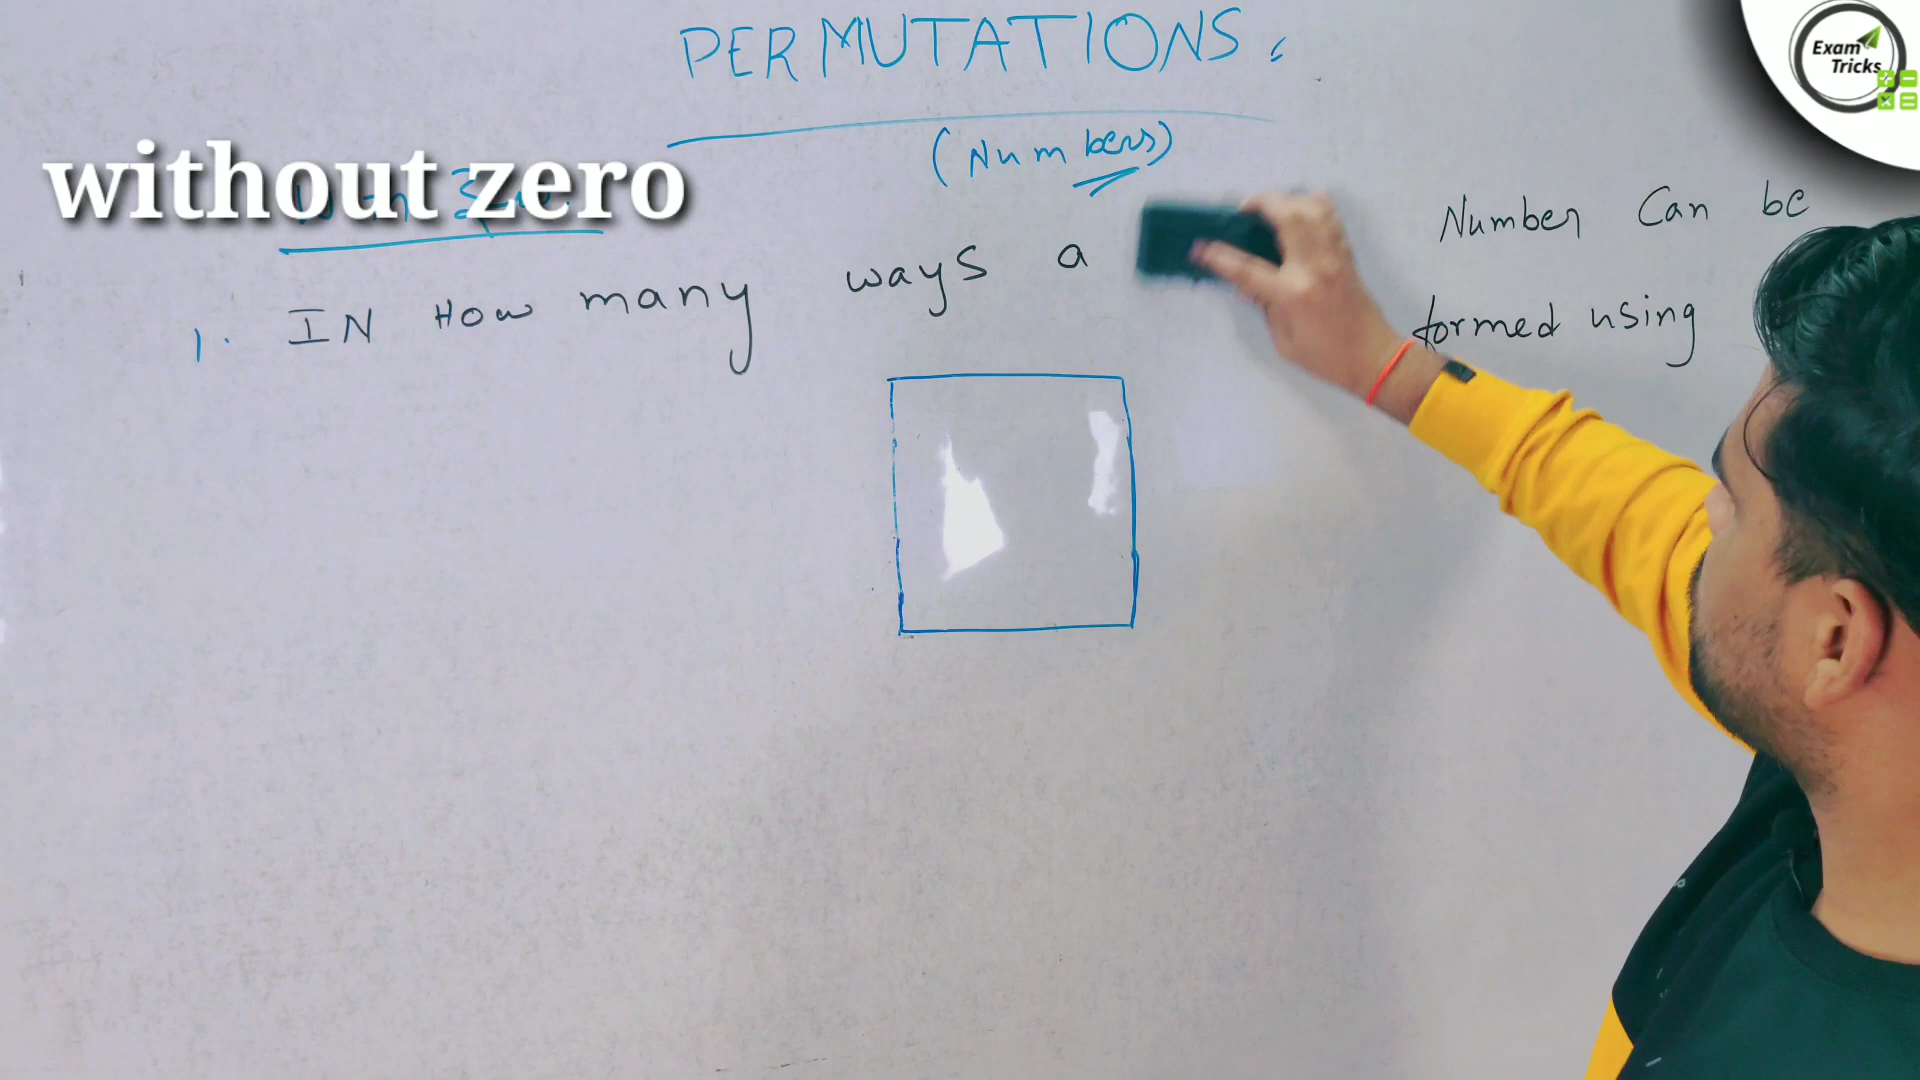 PERMUTATIONS:
(Numbers)
without zero
1. IN How many ways a
Number Can be
formed using
Exam
Tricks